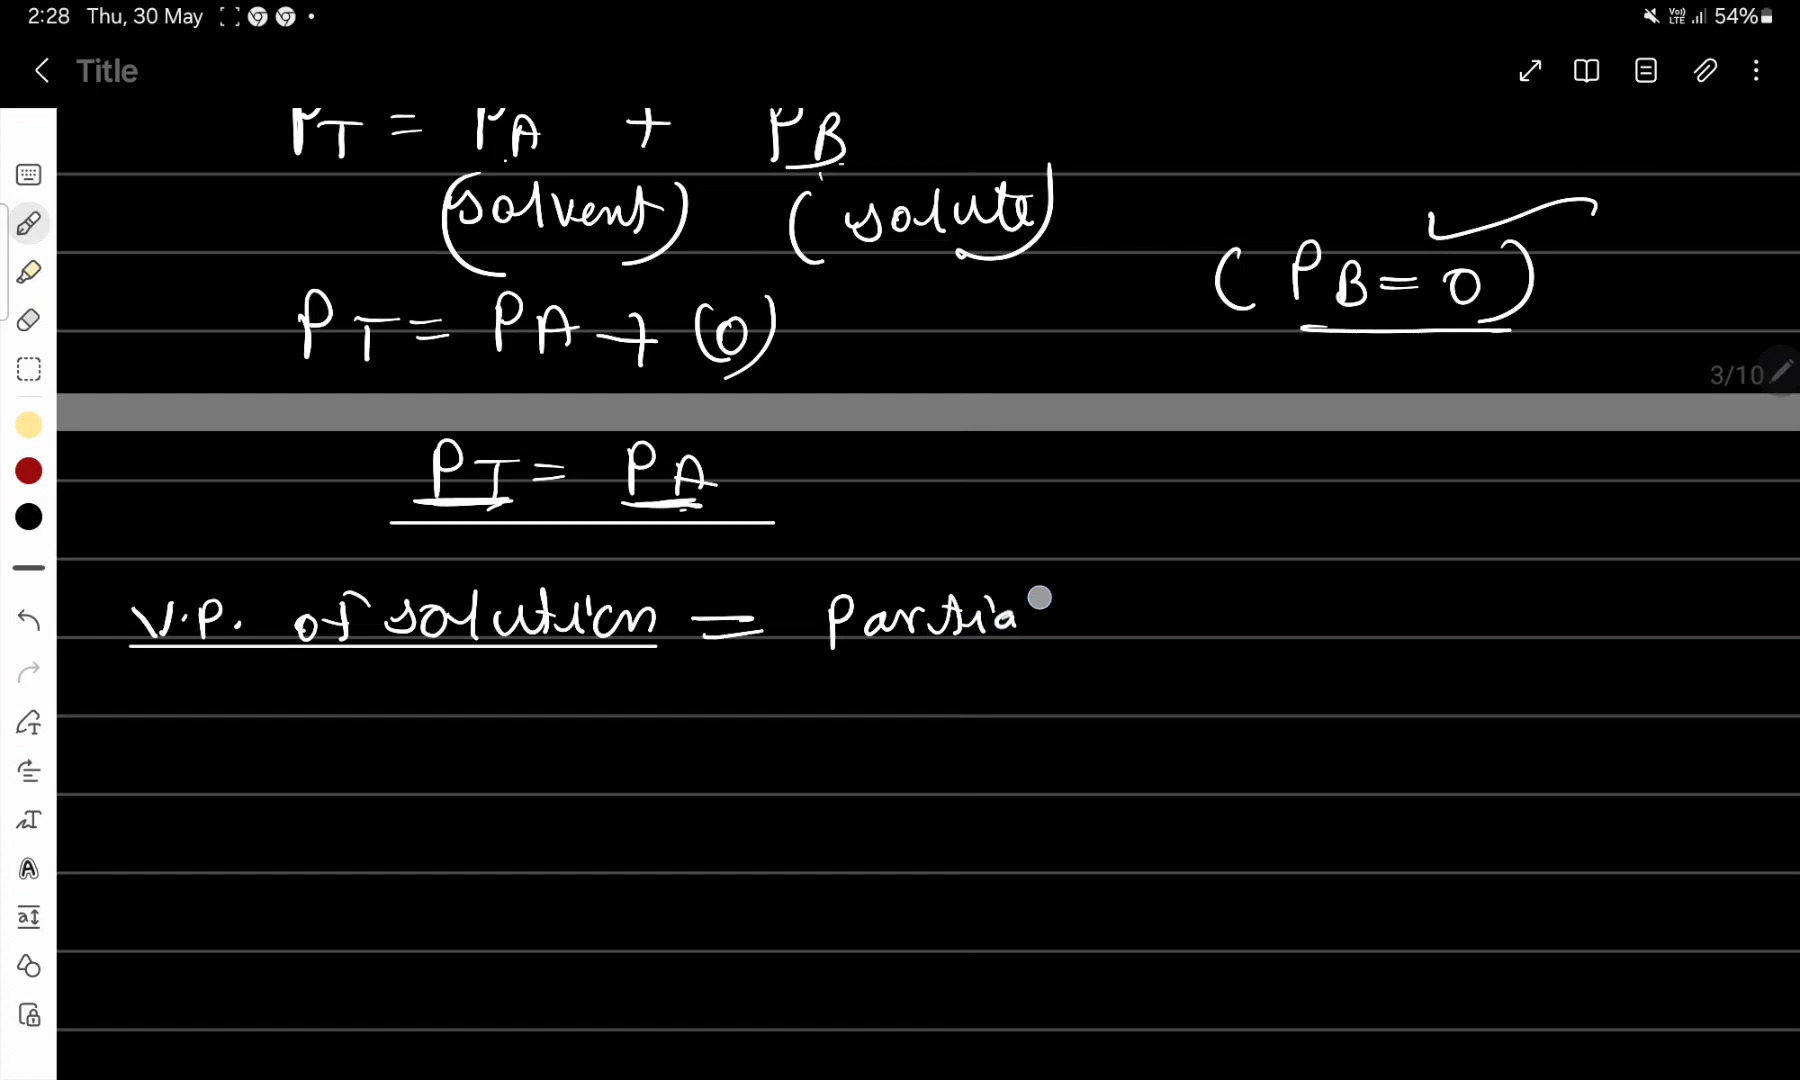 2:28 Thu, 30 May 54%
Title
PT = PA + PB
(solvent) (solute)
(PB = 0)
PT = PA + (0)
3/10
PT = PA
V.P. of solution = Partia